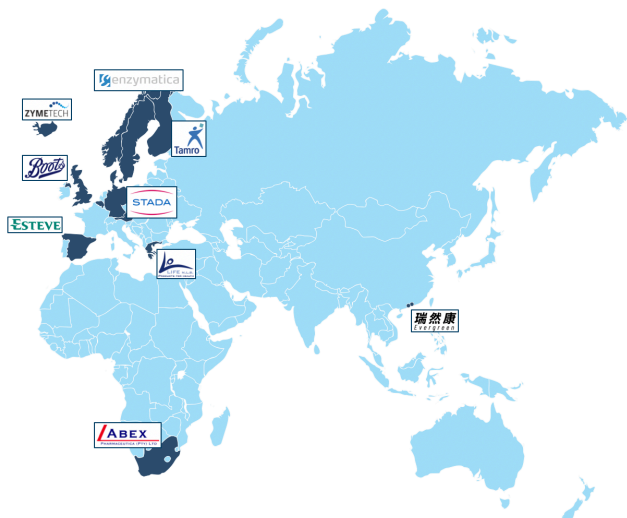 enzymatica
ZYMETECH
Tamro
Boots
STADA
ESTEVE
LIFE
瑞然康
Evergreen
ABEX
PHARMACEUTICA (PTY) LTD